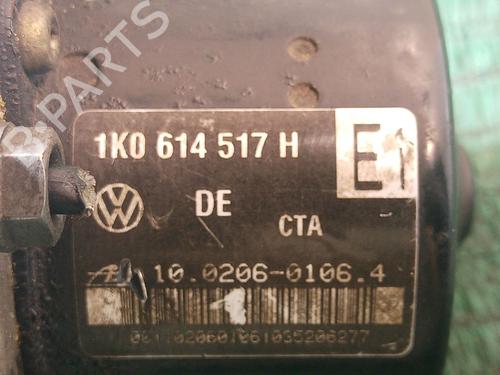 B-PARTS
1K0 614 517 H
E1
DE
CTA
10.0206-0106.4